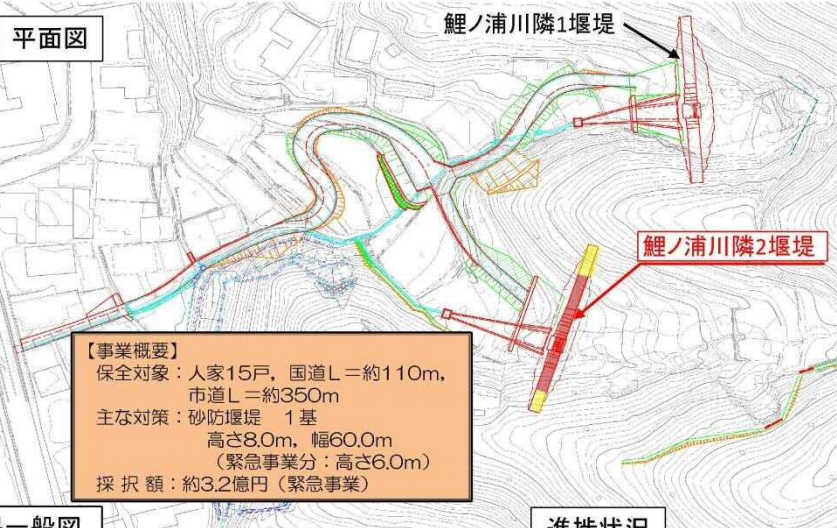 平面図
鯉ノ浦川隣1堰堤
鯉ノ浦川隣2堰堤
【事業概要】
保全対象：人家15戸，国道L＝約110m，
市道L＝約350m
主な対策：砂防堰堤　1基
高さ8.0m，幅60.0m
（緊急事業分：高さ6.0m）
採択額：約3.2億円（緊急事業）
一般図
進捗状況